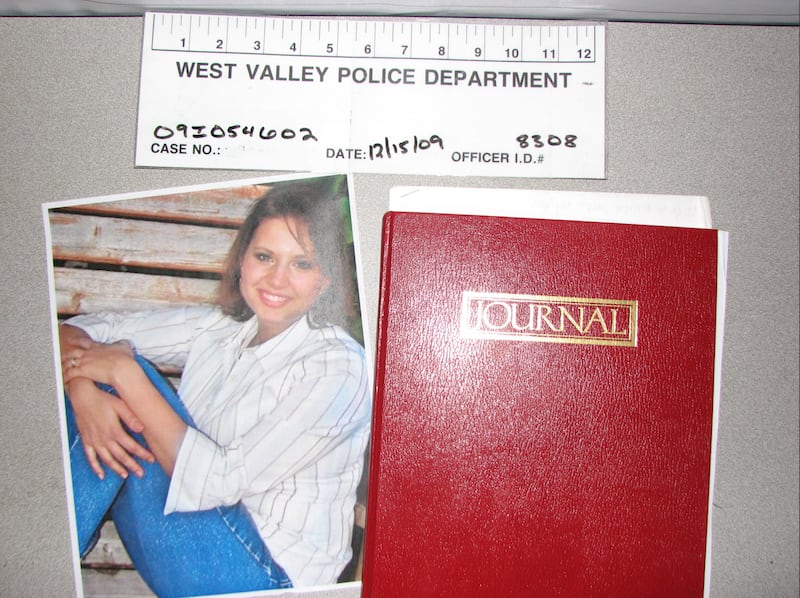 1 2 3 4 5 6 7 8 9 10 11 12
WEST VALLEY POLICE DEPARTMENT
09I054602
CASE NO.:
DATE: 12/15/09
8308
OFFICER I.D.#
JOURNAL